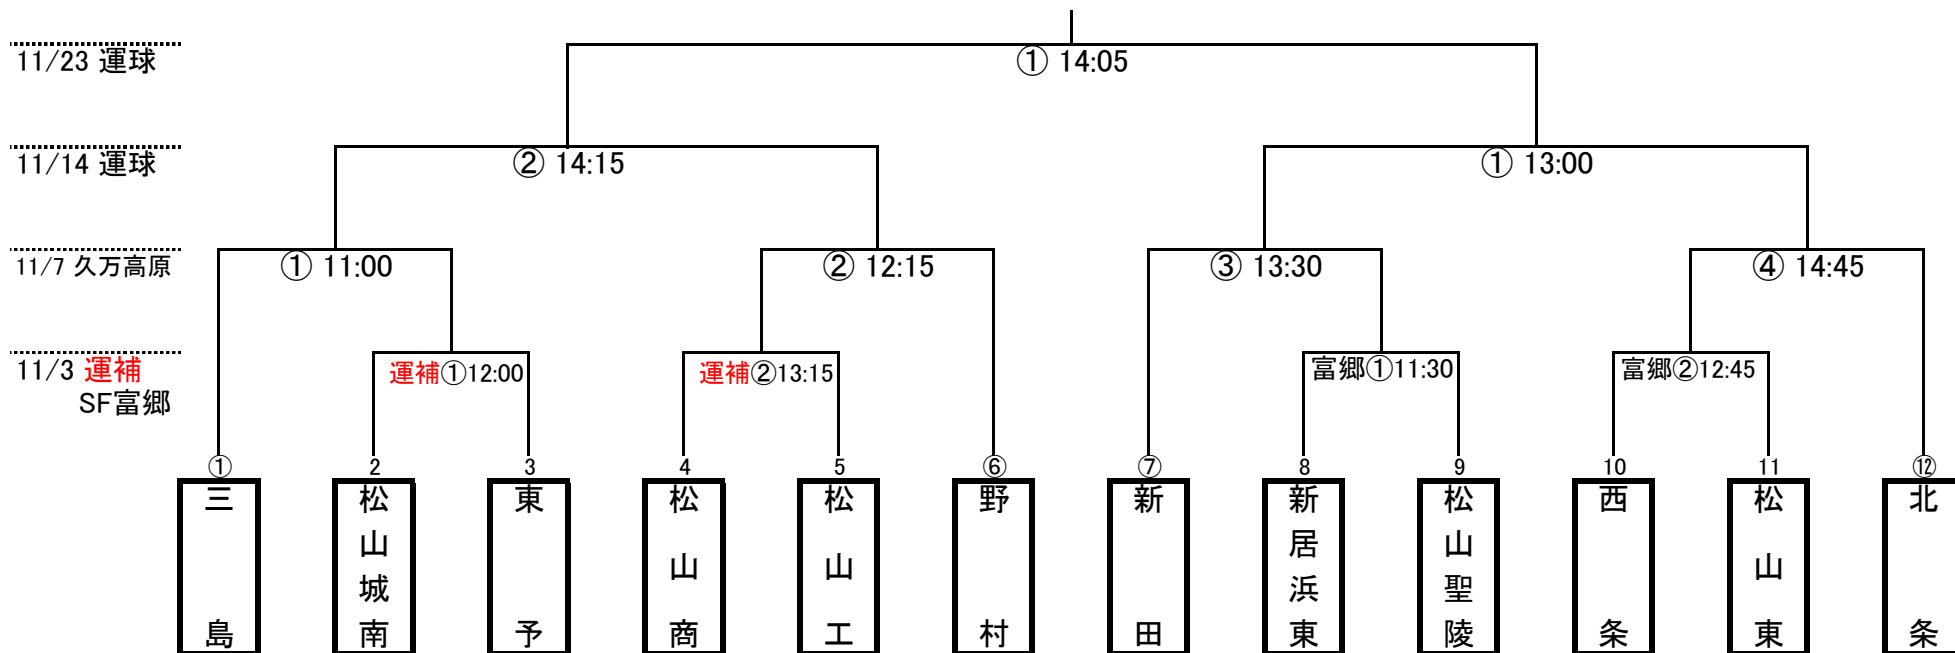 11/23 運球
① 14:05
11/14 運球
② 14:15
① 13:00
11/7 久万高原
① 11:00
② 12:15
③ 13:30
④ 14:45
11/3 運補
SF富郷
運補①12:00
運補②13:15
富郷①11:30
富郷②12:45
① 2 3 4 5 ⑥ ⑦ 8 9 10 11 ⑫
三島
松山城南
東予
松山商
松山工
野村
新田
新居浜東
松山聖陵
西条
松山東
北条